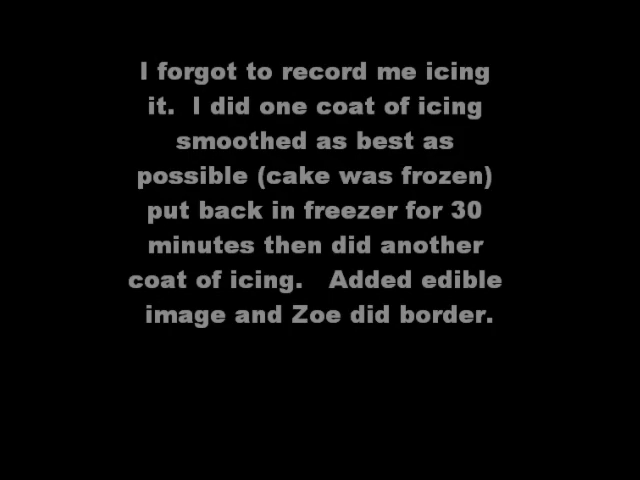 I forgot to record me icing
it.  I did one coat of icing
smoothed as best as
possible (cake was frozen)
put back in freezer for 30
minutes then did another
coat of icing.   Added edible
image and Zoe did border.